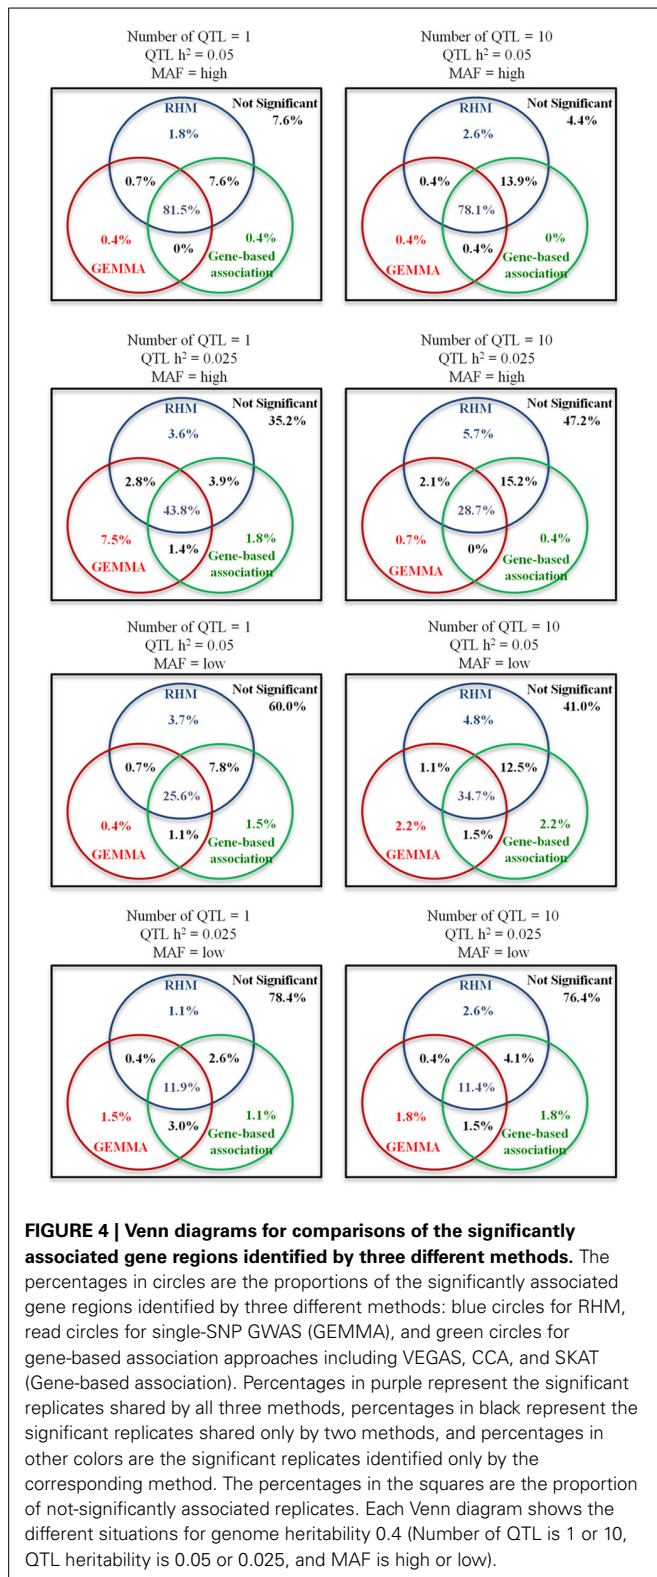 Number of QTL = 1
QTL h² = 0.05
MAF = high
RHM
Not Significant
7.6%
1.8%
0.7%
7.6%
81.5%
0.4%
0.4%
0%
GEMMA
Gene-based
association
Number of QTL = 10
QTL h² = 0.05
MAF = high
RHM
Not Significant
4.4%
2.6%
0.4%
13.9%
78.1%
0.4%
0%
0.4%
GEMMA
Gene-based
association
Number of QTL = 1
QTL h² = 0.025
MAF = high
RHM
Not Significant
35.2%
3.6%
2.8%
3.9%
43.8%
7.5%
1.8%
1.4%
GEMMA
Gene-based
association
Number of QTL = 10
QTL h² = 0.025
MAF = high
RHM
Not Significant
47.2%
5.7%
2.1%
15.2%
28.7%
0.7%
0.4%
0%
GEMMA
Gene-based
association
Number of QTL = 1
QTL h² = 0.05
MAF = low
RHM
Not Significant
60.0%
3.7%
0.7%
7.8%
25.6%
0.4%
1.5%
1.1%
GEMMA
Gene-based
association
Number of QTL = 10
QTL h² = 0.05
MAF = low
RHM
Not Significant
41.0%
4.8%
1.1%
12.5%
34.7%
2.2%
2.2%
1.5%
GEMMA
Gene-based
association
Number of QTL = 1
QTL h² = 0.025
MAF = low
RHM
Not Significant
78.4%
1.1%
0.4%
2.6%
11.9%
1.5%
1.1%
3.0%
GEMMA
Gene-based
association
Number of QTL = 10
QTL h² = 0.025
MAF = low
RHM
Not Significant
76.4%
2.6%
0.4%
4.1%
11.4%
1.8%
1.8%
1.5%
GEMMA
Gene-based
association
FIGURE 4 | Venn diagrams for comparisons of the significantly
associated gene regions identified by three different methods. The
percentages in circles are the proportions of the significantly associated
gene regions identified by three different methods: blue circles for RHM,
read circles for single-SNP GWAS (GEMMA), and green circles for
gene-based association approaches including VEGAS, CCA, and SKAT
(Gene-based association). Percentages in purple represent the significant
replicates shared by all three methods, percentages in black represent the
significant replicates shared only by two methods, and percentages in
other colors are the significant replicates identified only by the
corresponding method. The percentages in the squares are the proportion
of not-significantly associated replicates. Each Venn diagram shows the
different situations for genome heritability 0.4 (Number of QTL is 1 or 10,
QTL heritability is 0.05 or 0.025, and MAF is high or low).